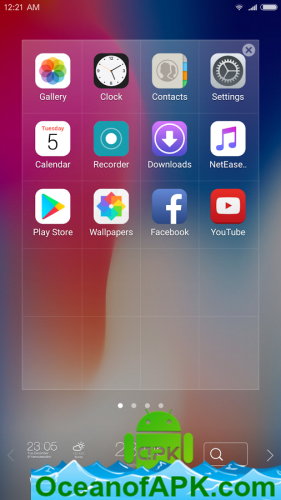 12:21 AM
Gallery Clock Contacts Settings
Tuesday
5
Calendar Recorder Downloads NetEase..
Play Store Wallpapers Facebook YouTube
23 05
APK
OceanofAPK.com